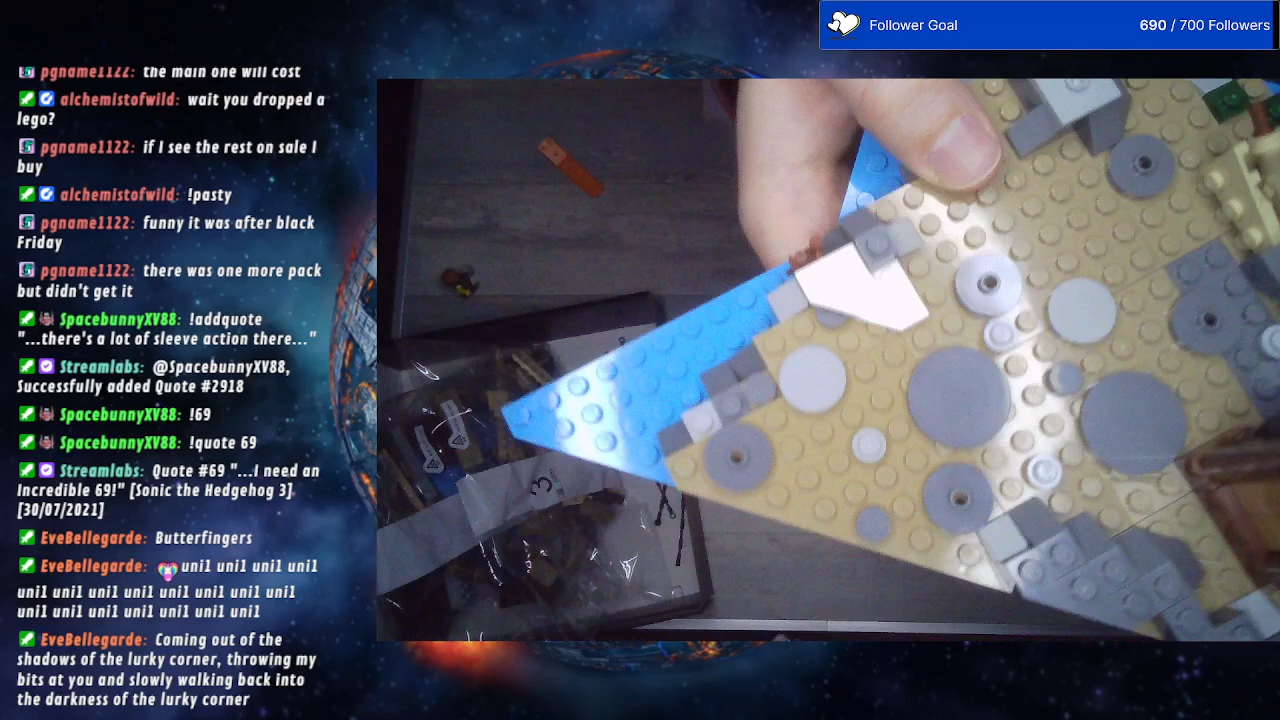 Follower Goal 690 / 700 Followers
pgname1122: the main one will cost
alchemistofwild: wait you dropped a
lego?
pgname1122: if I see the rest on sale I
buy
alchemistofwild: !pasty
pgname1122: funny it was after black
Friday
pgname1122: there was one more pack
but didn't get it
SpacebunnyXV88: !addquote
"...there's a lot of sleeve action there..."
Streamlabs: @SpacebunnyXV88,
Successfully added Quote #2918
SpacebunnyXV88: !69
SpacebunnyXV88: !quote 69
Streamlabs: Quote #69 "...I need an
Incredible 69!" [Sonic the Hedgehog 3]
[30/07/2021]
EveBellegarde: Butterfingers
EveBellegarde: uni1 uni1 uni1 uni1
uni1 uni1 uni1 uni1 uni1 uni1 uni1
uni1 uni1 uni1 uni1 uni1 uni1
EveBellegarde: Coming out of the
shadows of the lurky corner, throwing my
bits at you and slowly walking back into
the darkness of the lurky corner
3